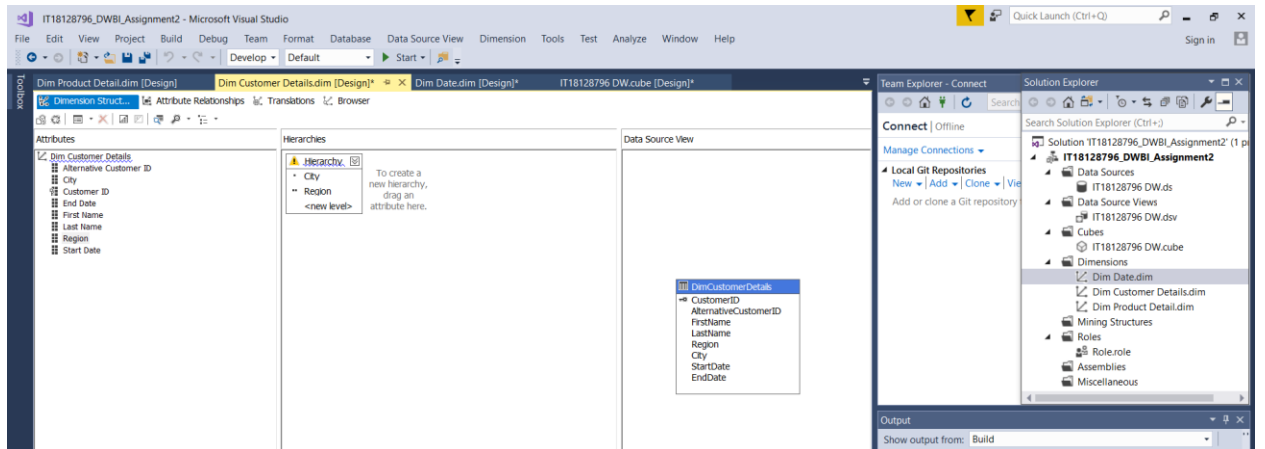 IT18128796_DWBI_Assignment2 - Microsoft Visual Studio
Quick Launch (Ctrl+Q)
File Edit View Project Build Debug Team Format Database Data Source View Dimension Tools Test Analyze Window Help
Sign in
Develop Default Start
Toolbox
Dim Product Detail.dim [Design] Dim Customer Details.dim [Design]* Dim Date.dim [Design]* IT18128796 DW.cube [Design]*
Dimension Struct... Attribute Relationships Translations Browser
Attributes
Dim Customer Details
Alternative Customer ID
City
Customer ID
End Date
First Name
Last Name
Region
Start Date
Hierarchies
Hierarchy
City
Region
<new level>
To create a
new hierarchy,
drag an
attribute here.
Data Source View
DimCustomerDetails
CustomerID
AlternativeCustomerID
FirstName
LastName
Region
City
StartDate
EndDate
Team Explorer - Connect
Search
Connect | Offline
Manage Connections
Local Git Repositories
New Add Clone Vie
Add or clone a Git repository
Solution Explorer
Search Solution Explorer (Ctrl+;)
Solution 'IT18128796_DWBI_Assignment2' (1 p
IT18128796_DWBI_Assignment2
Data Sources
IT18128796 DW.ds
Data Source Views
IT18128796 DW.dsv
Cubes
IT18128796 DW.cube
Dimensions
Dim Date.dim
Dim Customer Details.dim
Dim Product Detail.dim
Mining Structures
Roles
Role.role
Assemblies
Miscellaneous
Output
Show output from: Build